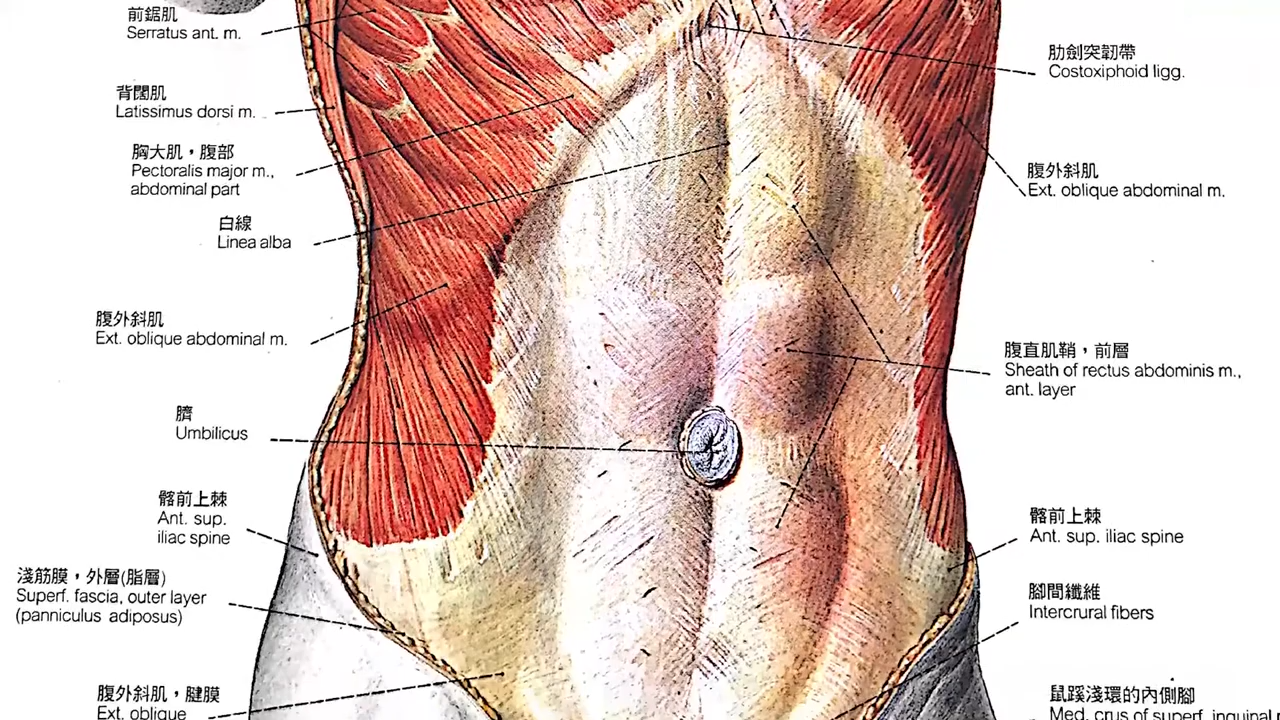 前鋸肌
Serratus ant. m.
背闊肌
Latissimus dorsi m.
胸大肌，腹部
Pectoralis major m.,
abdominal part
白線
Linea alba
腹外斜肌
Ext. oblique abdominal m.
臍
Umbilicus
髂前上棘
Ant. sup.
iliac spine
淺筋膜，外層(脂層)
Superf. fascia, outer layer
(panniculus adiposus)
腹外斜肌，腱膜
Ext. oblique
肋劍突韌帶
Costoxiphoid ligg.
腹外斜肌
Ext. oblique abdominal m.
腹直肌鞘，前層
Sheath of rectus abdominis m.,
ant. layer
髂前上棘
Ant. sup. iliac spine
腳間纖維
Intercrural fibers
鼠蹊淺環的內側腳
Med. crus of superf. inguinal